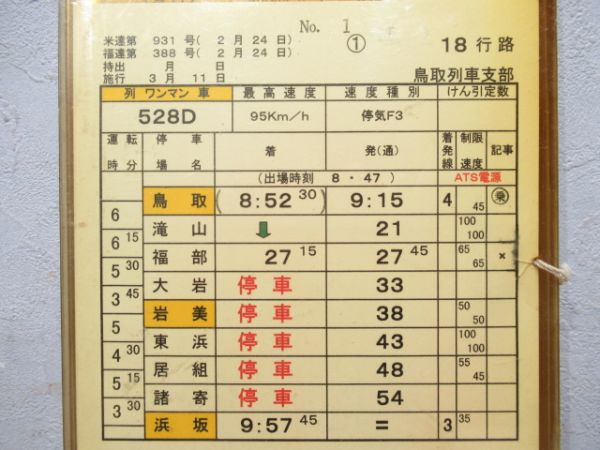 No. 1
米達第 931 号( 2 月 24 日)
福達第 388 号( 2 月 24 日)
① 18 行 路
持出 月 日
施行 3 月 11 日
鳥取列車支部
列 ワンマン 車 最高速度 速度種別 けん引定数
528D 95Km/h 停気F3
運転時分 停車場名 着 発(通) 着発線 制限速度 記事
(出場時刻 8・47) ATS電源
鳥 取 (8:52 30) 9:15 4 45 乗
6
滝 山 ↓ 21 100 100
6 15
福 部 27 15 27 45 65 65 ×
5 30
大 岩 停 車 33
3 45
岩 美 停 車 38 50 50
5
東 浜 停 車 43 100 100
4 30
居 組 停 車 48 55 45
5 15
諸 寄 停 車 54
3 30
浜 坂 9:57 45 = 3 35